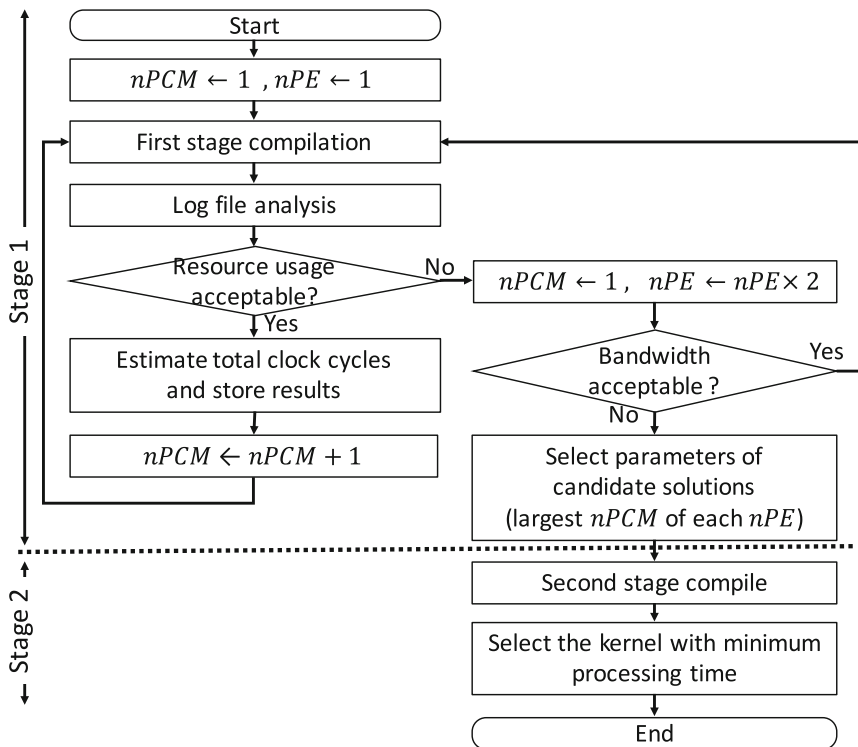 Start
nPCM ← 1 , nPE ← 1
First stage compilation
Log file analysis
Resource usage
acceptable?
No
Yes
Estimate total clock cycles
and store results
nPCM ← nPCM + 1
nPCM ← 1 , nPE ← nPE× 2
Bandwidth
acceptable ?
Yes
No
Select parameters of
candidate solutions
(largest nPCM of each nPE)
Stage 1
Second stage compile
Select the kernel with minimum
processing time
End
Stage 2